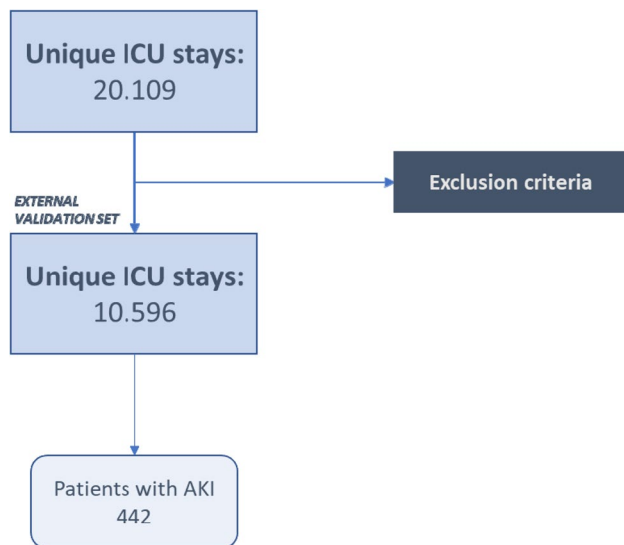 Unique ICU stays:
20.109
Exclusion criteria
EXTERNAL
VALIDATION SET
Unique ICU stays:
10.596
Patients with AKI
442